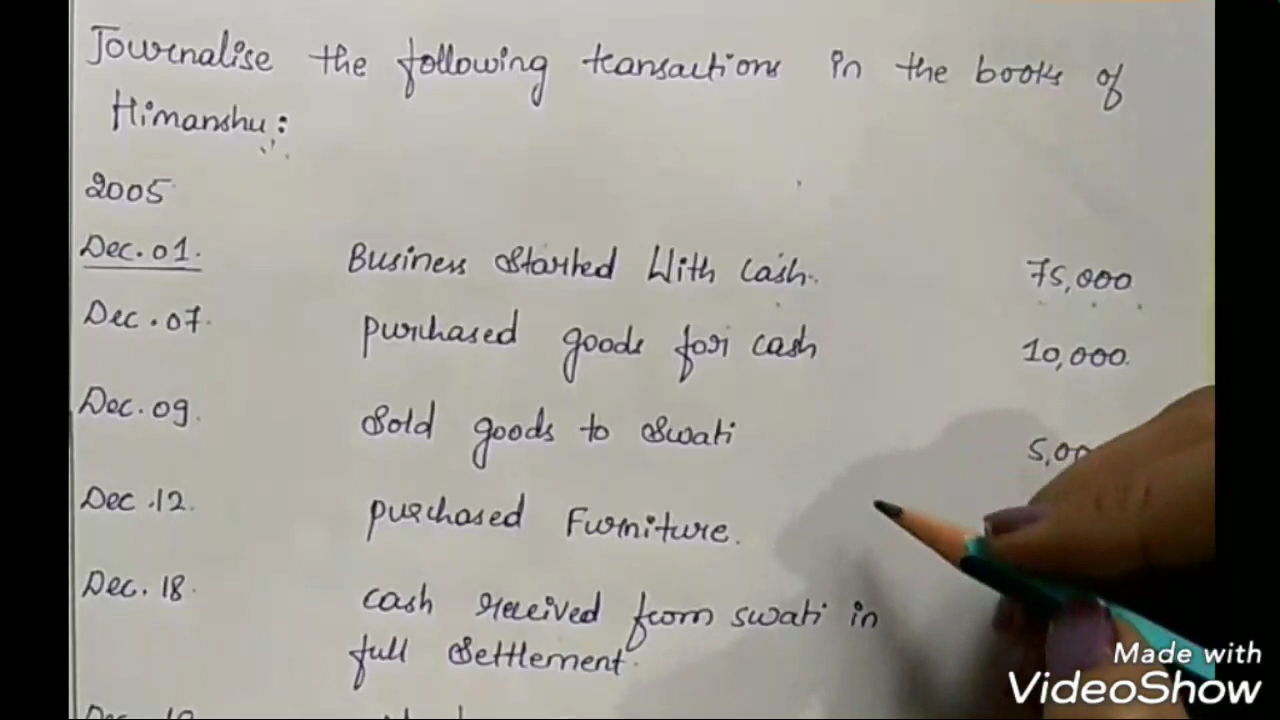 Journalise the following transactions in the books of
Himanshu:
2005
Dec. 01. Business Started With cash. 75,000
Dec. 07. purchased goods for cash 10,000.
Dec. 09. Sold goods to Swati
Dec. 12. purchased Furniture.
Dec. 18. cash received from swati in
full Settlement.
Made with
VideoShow